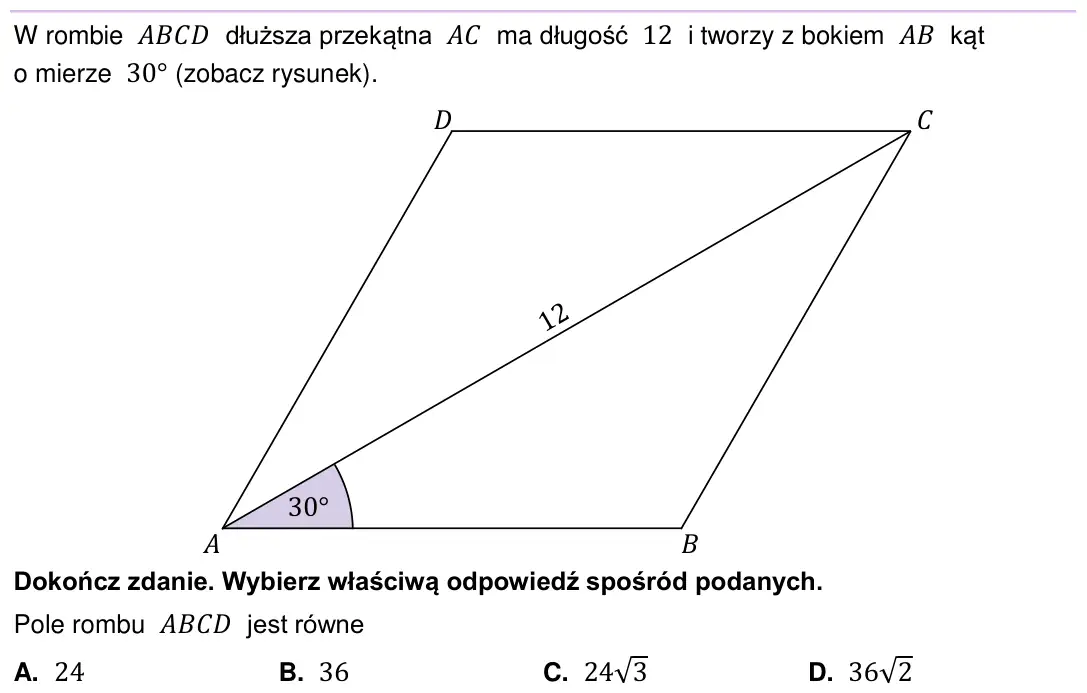 W rombie ABCD dłuższa przekątna AC ma długość 12 i tworzy z bokiem AB kąt
o mierze 30° (zobacz rysunek).
D
C
12
30°
A
B
Dokończ zdanie. Wybierz właściwą odpowiedź spośród podanych.
Pole rombu ABCD jest równe
A. 24 B. 36 C. 24√3 D. 36√2